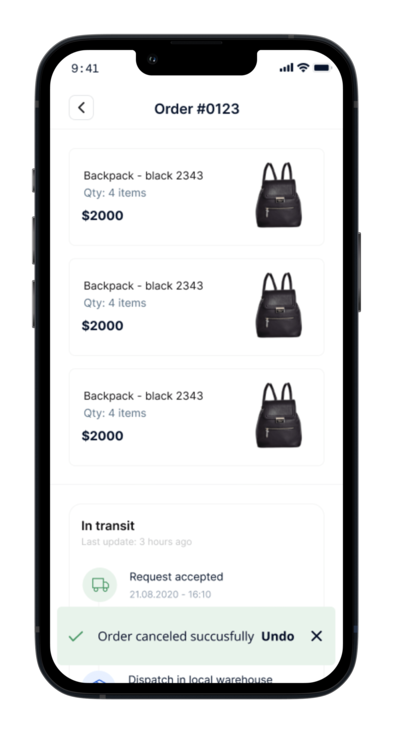 9:41
Order #0123
Backpack - black 2343
Qty: 4 items
$2000
Backpack - black 2343
Qty: 4 items
$2000
Backpack - black 2343
Qty: 4 items
$2000
In transit
Last update: 3 hours ago
Request accepted
21.08.2020 - 16:10
Order canceled succusfully Undo
Dispatch in local warehouse